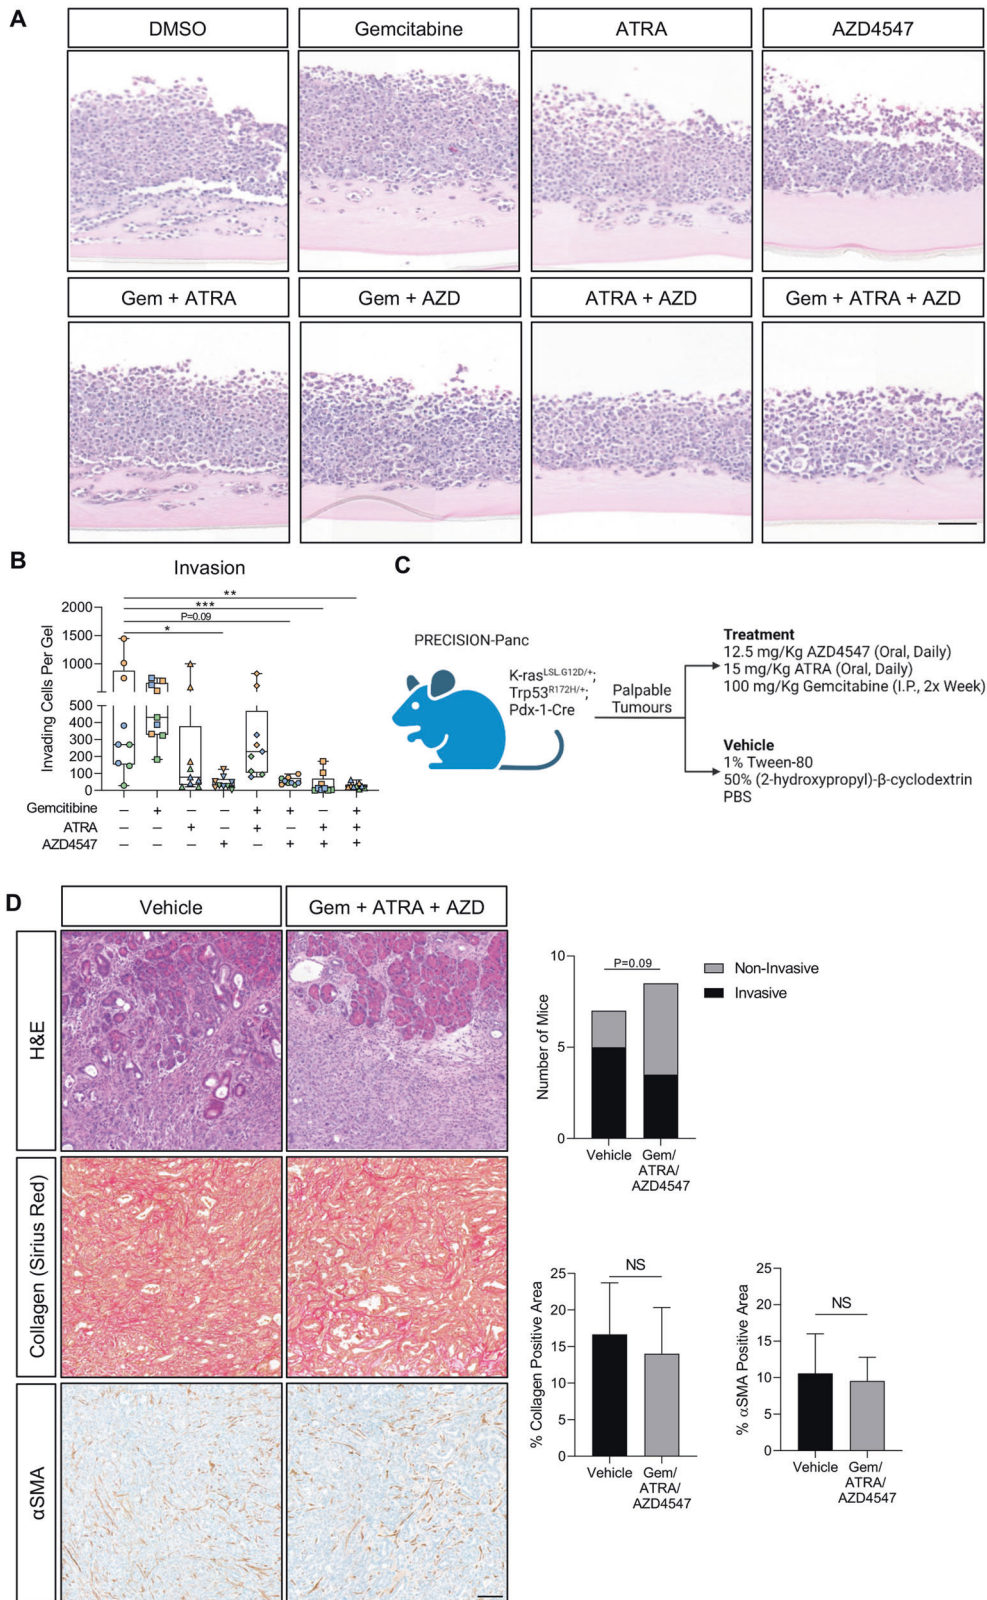 A
DMSO
Gemcitabine
ATRA
AZD4547
Gem + ATRA
Gem + AZD
ATRA + AZD
Gem + ATRA + AZD
B
Invasion
**
***
P=0.09
*
2000
1500
1000
500
400
300
200
100
0
Invading Cells Per Gel
Gemcitibine – + – – + + – +
ATRA – – + – + – + +
AZD4547 – – – + – + + +
C
PRECISION-Panc
K-ras^LSL.G12D/+;
Trp53^R172H/+;
Pdx-1-Cre
Palpable
Tumours
Treatment
12.5 mg/Kg AZD4547 (Oral, Daily)
15 mg/Kg ATRA (Oral, Daily)
100 mg/Kg Gemcitabine (I.P., 2x Week)
Vehicle
1% Tween-80
50% (2-hydroxypropyl)-β-cyclodextrin
PBS
D
Vehicle
Gem + ATRA + AZD
H&E
Collagen (Sirius Red)
αSMA
10
5
0
Number of Mice
P=0.09
Non-Invasive
Invasive
Vehicle
Gem/
ATRA/
AZD4547
25
20
15
10
5
0
% Collagen Positive Area
NS
Vehicle
Gem/
ATRA/
AZD4547
25
20
15
10
5
0
% αSMA Positive Area
NS
Vehicle
Gem/
ATRA/
AZD4547